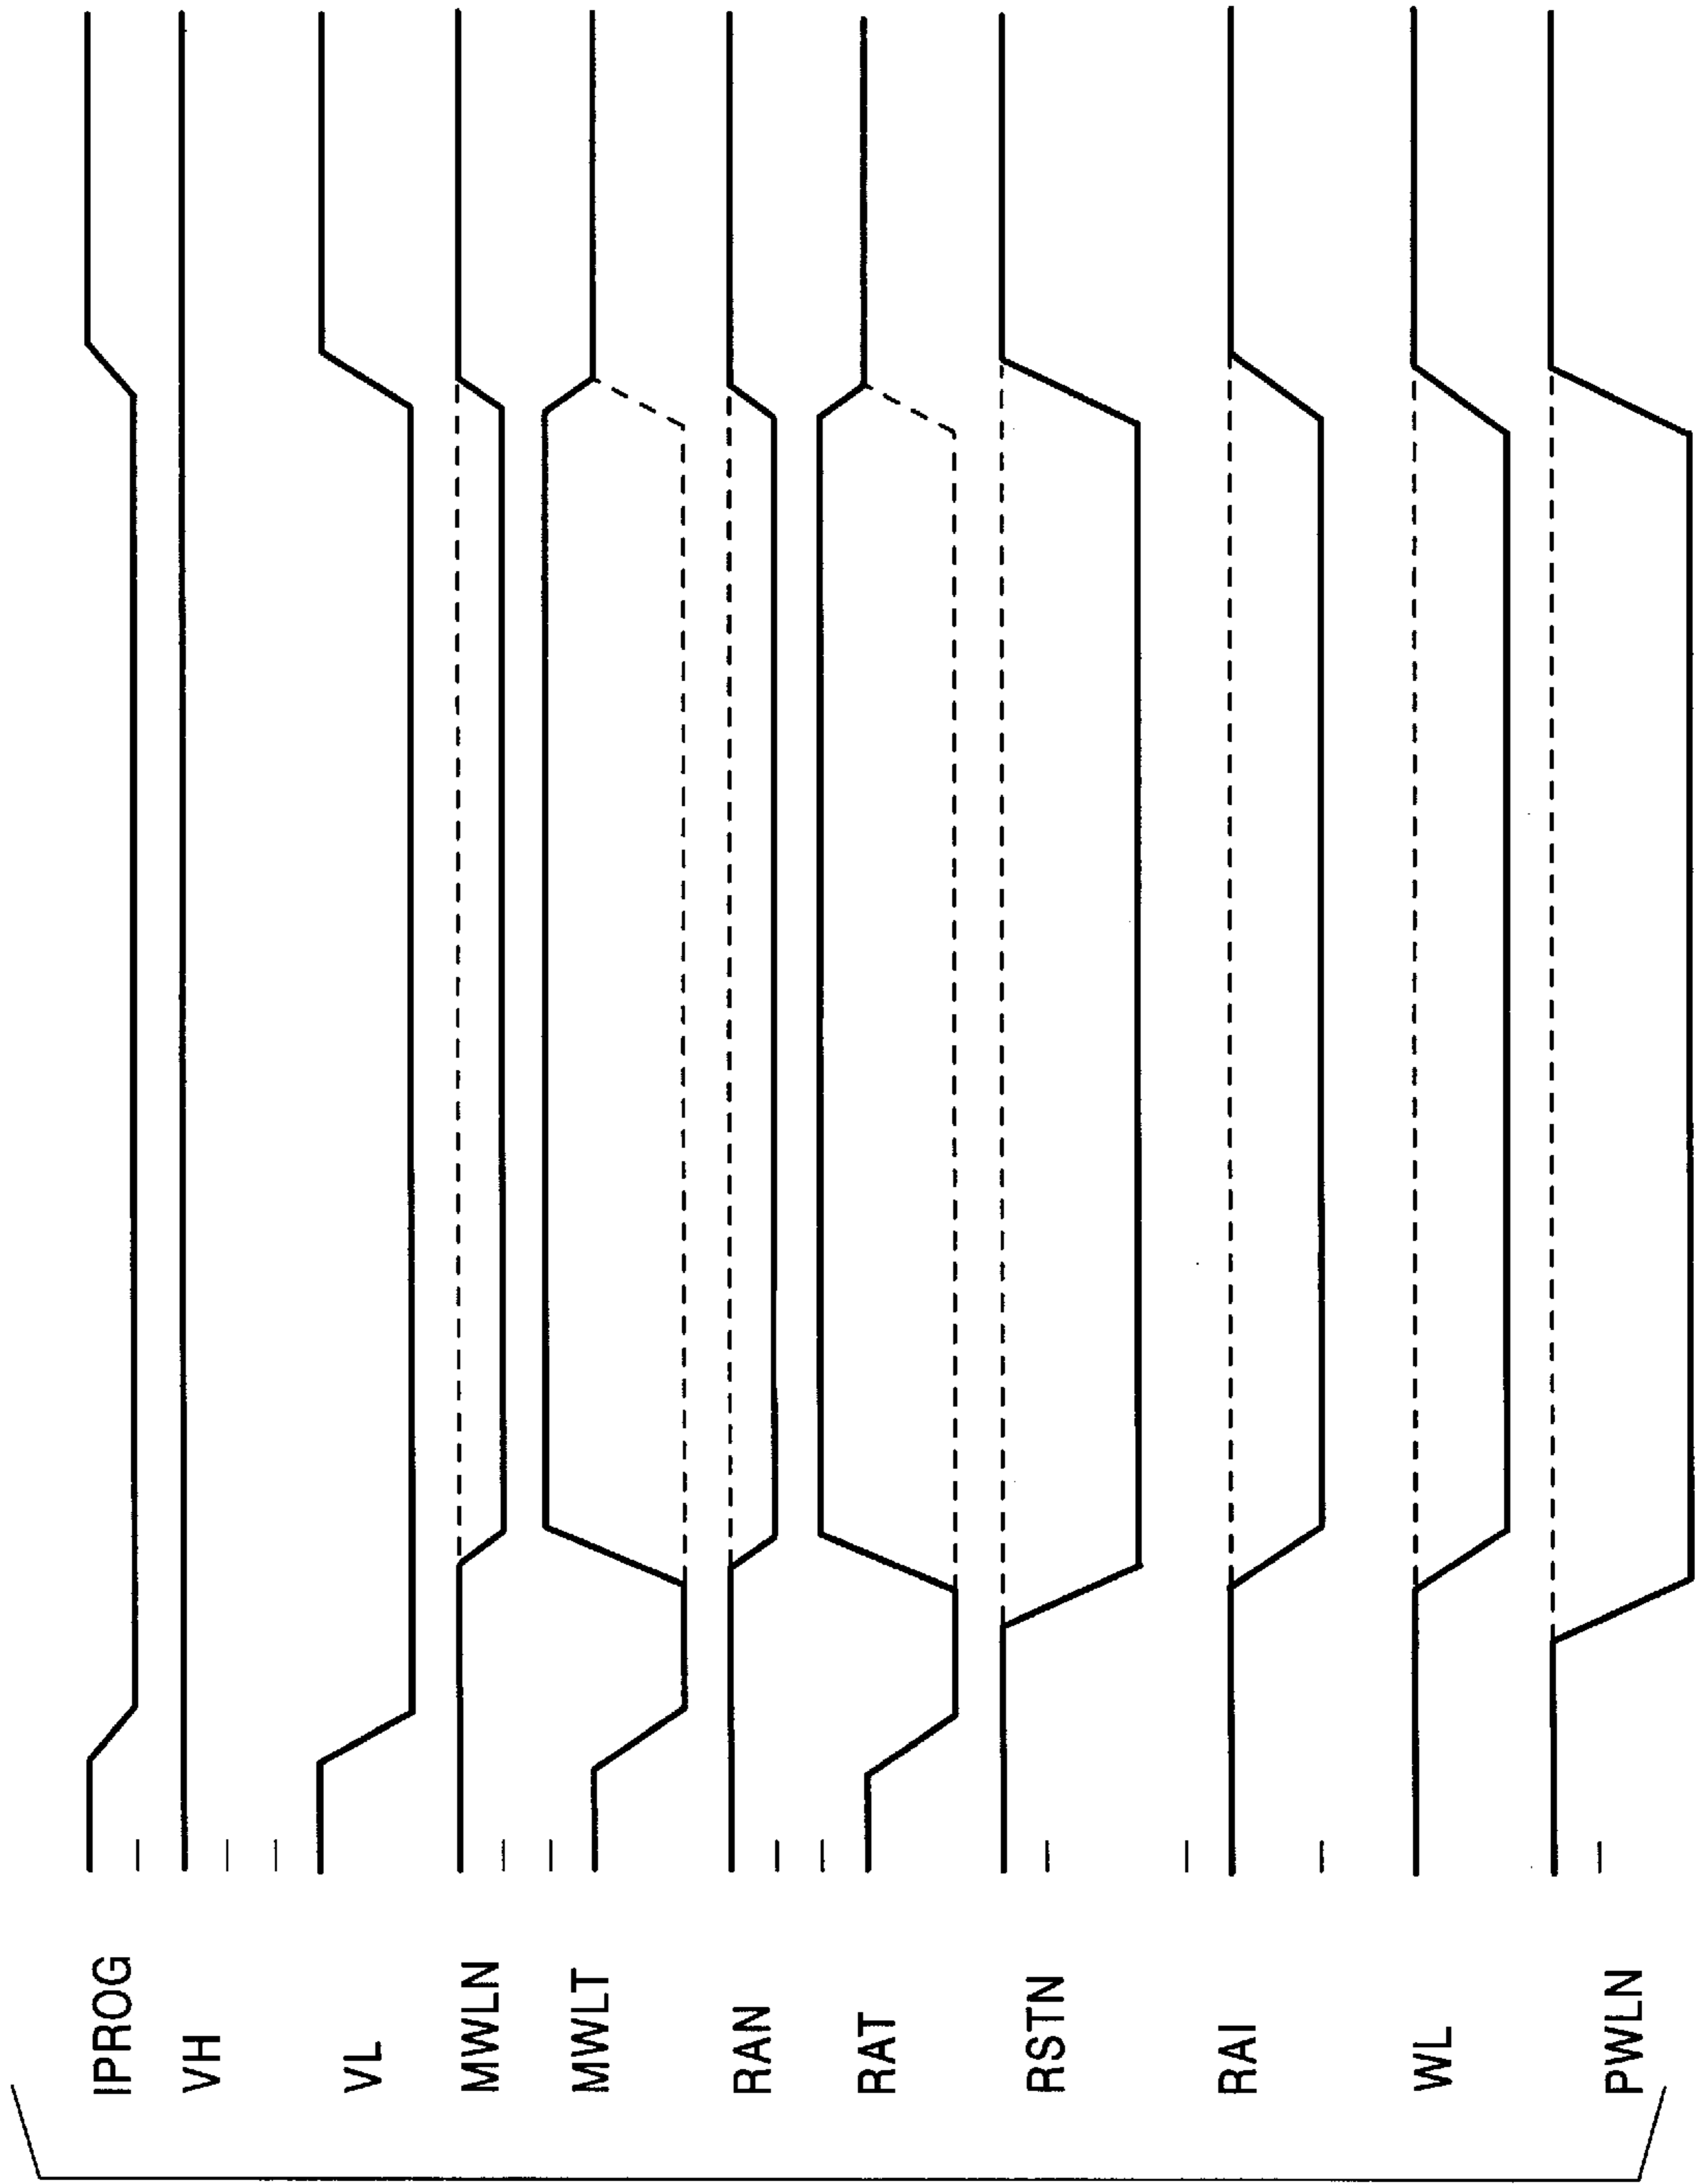 IPROG
VH
VL
MWLN
MWLT
RAN
RAT
RSTN
RAI
WL
PWLN